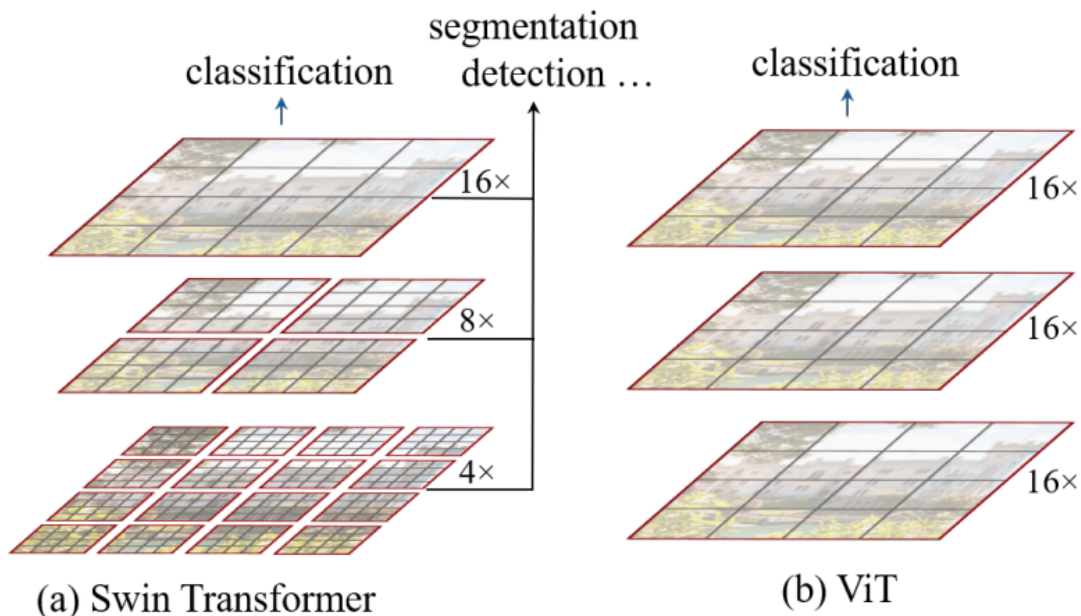 segmentation
detection ...
classification
16×
8×
4×
(a) Swin Transformer
classification
16×
16×
16×
(b) ViT